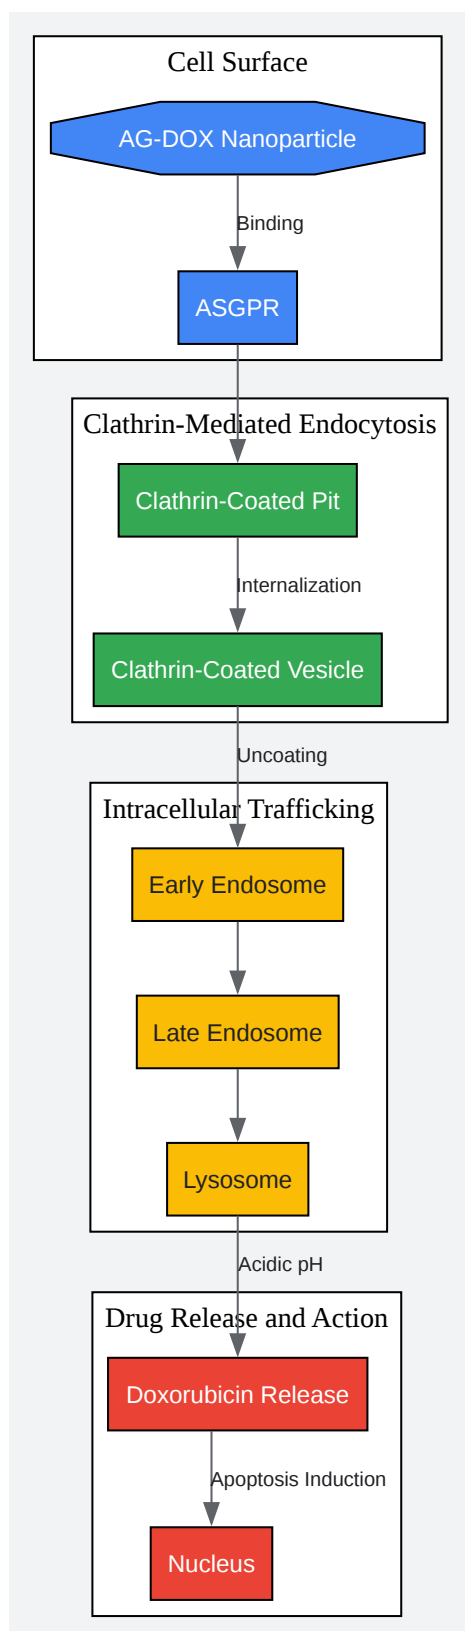 Cell Surface
AG-DOX Nanoparticle
Binding
ASGPR
Clathrin-Mediated Endocytosis
Clathrin-Coated Pit
Internalization
Clathrin-Coated Vesicle
Uncoating
Intracellular Trafficking
Early Endosome
Late Endosome
Lysosome
Acidic pH
Drug Release and Action
Doxorubicin Release
Apoptosis Induction
Nucleus